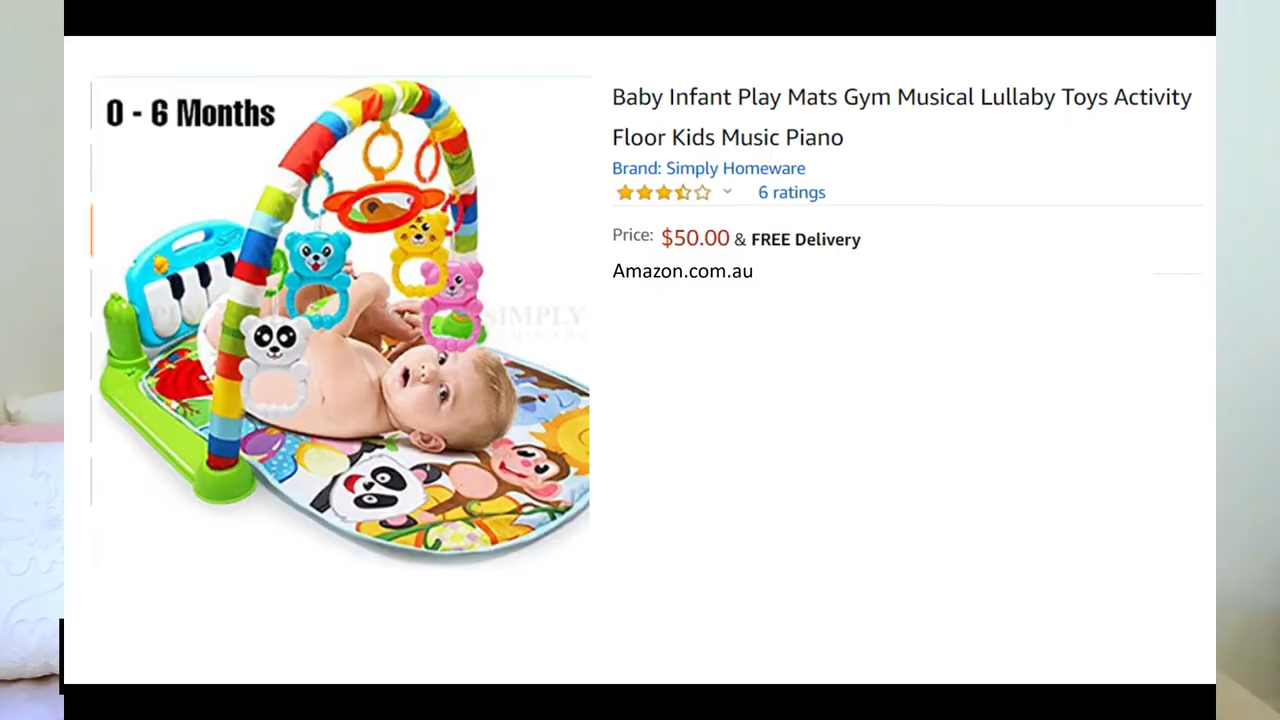 0 - 6 Months
Baby Infant Play Mats Gym Musical Lullaby Toys Activity
Floor Kids Music Piano
Brand: Simply Homeware
6 ratings
Price: $50.00 & FREE Delivery
Amazon.com.au
SIMPLY